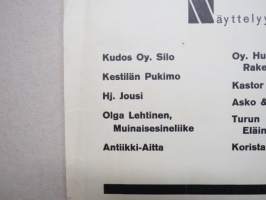 Näyttelyy
Kudos Oy. Silo
Kestilän Pukimo
Hj. Jousi
Olga Lehtinen,
Muinaisesineliike
Antiikki-Aitta
Oy. Hu
Rake
Kastor
Asko &
Turun
Eläin
Korista